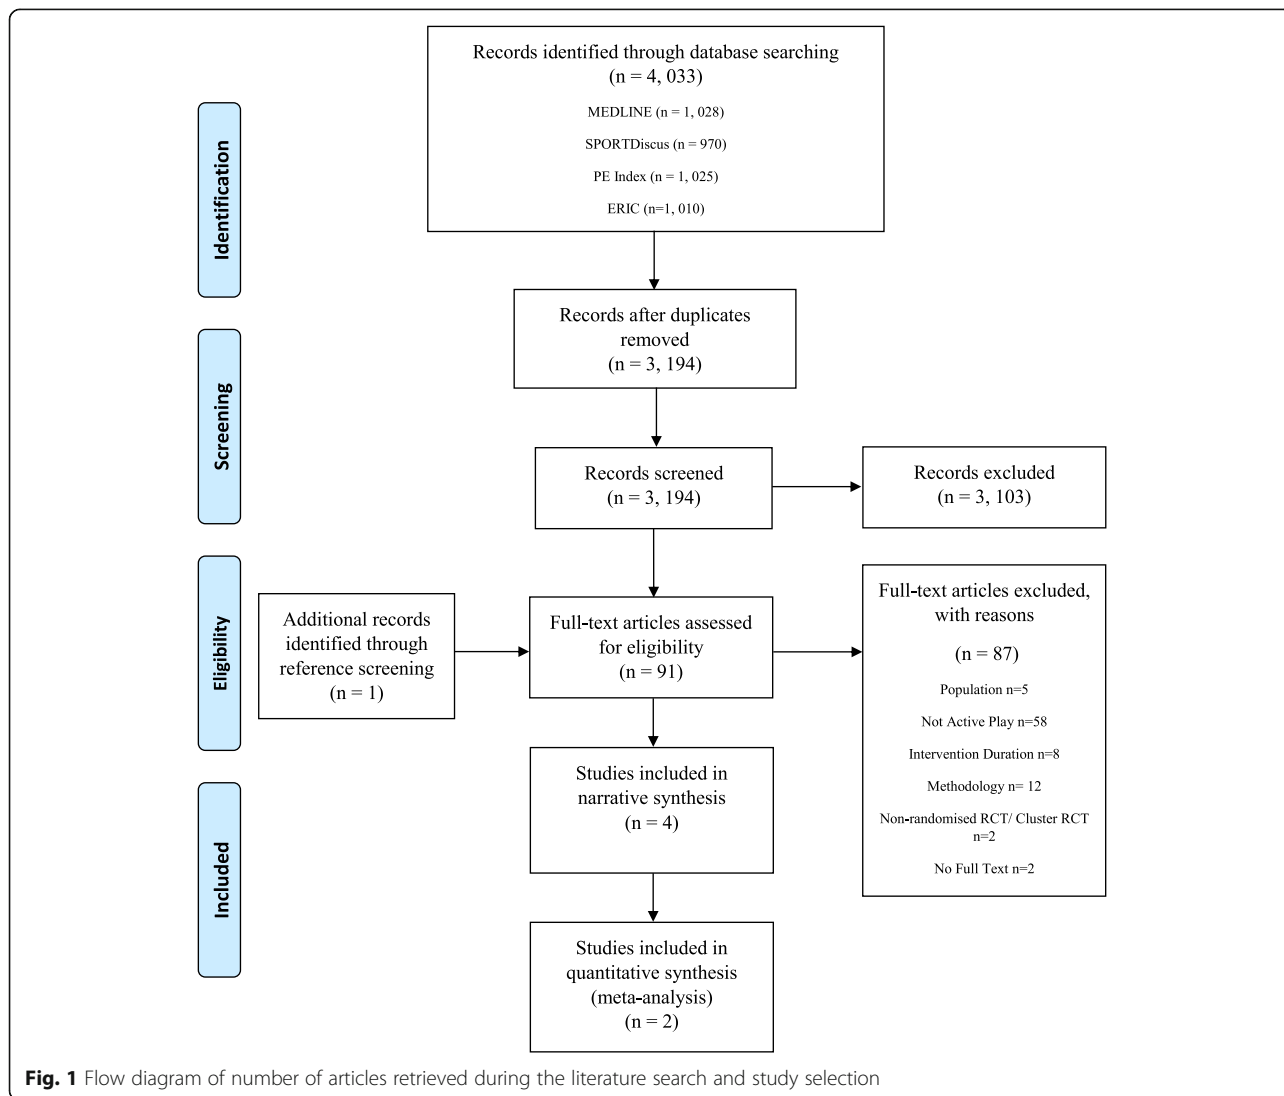 Identification
Records identified through database searching
(n = 4, 033)
MEDLINE (n = 1, 028)
SPORTDiscus (n = 970)
PE Index (n = 1, 025)
ERIC (n=1, 010)
Records after duplicates
removed
(n = 3, 194)
Screening
Records screened
(n = 3, 194)
Records excluded
(n = 3, 103)
Eligibility
Additional records
identified through
reference screening
(n = 1)
Full-text articles assessed
for eligibility
(n = 91)
Full-text articles excluded,
with reasons
(n = 87)
Population n=5
Not Active Play n=58
Intervention Duration n=8
Methodology n= 12
Non-randomised RCT/ Cluster RCT
n=2
No Full Text n=2
Included
Studies included in
narrative synthesis
(n = 4)
Studies included in
quantitative synthesis
(meta-analysis)
(n = 2)
Fig. 1 Flow diagram of number of articles retrieved during the literature search and study selection